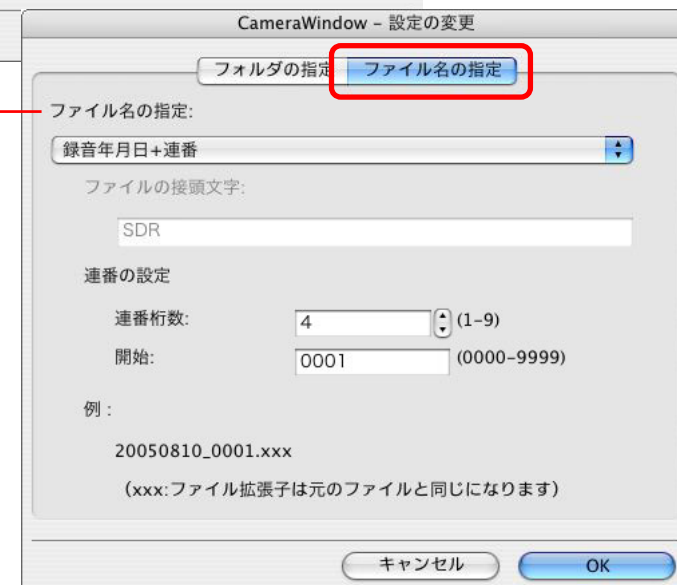 CameraWindow – 設定の変更
フォルダの指定 ファイル名の指定
ファイル名の指定:
録音年月日+連番
ファイルの接頭文字:
SDR
連番の設定
連番桁数: 4 (1–9)
開始: 0001 (0000–9999)
例：
20050810_0001.xxx
（xxx:ファイル拡張子は元のファイルと同じになります）
キャンセル OK